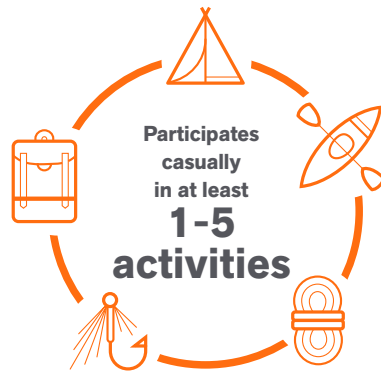 Participates
casually
in at least
1-5
activities